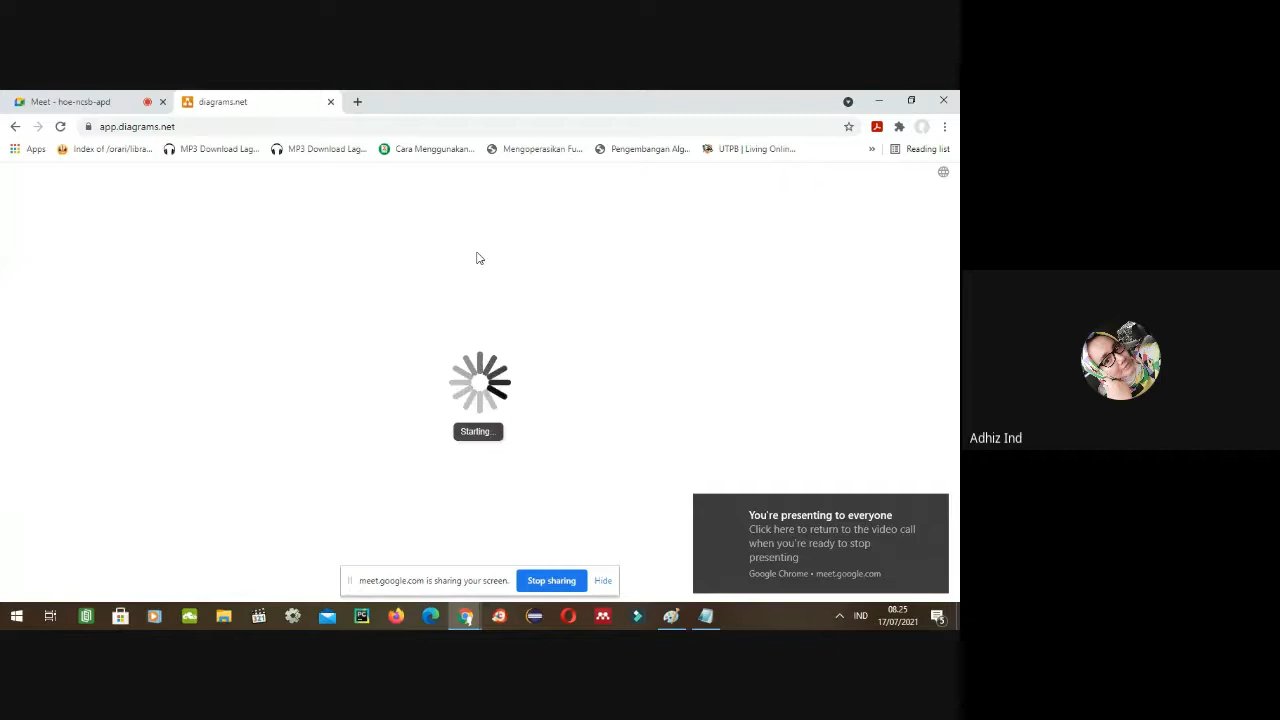 Meet - hoe-ncsb-apd
diagrams.net
app.diagrams.net
Apps
Index of /orari/libra...
MP3 Download Lag...
MP3 Download Lag...
Cara Menggunakan...
Mengoperasikan Fu...
Pengembangan Alg...
UTPB | Living Onlin...
»
Reading list
Starting...
Adhiz Ind
You're presenting to everyone
Click here to return to the video call
when you're ready to stop
presenting
Google Chrome • meet.google.com
meet.google.com is sharing your screen.
Stop sharing
Hide
PC
IND
08.25
17/07/2021
5